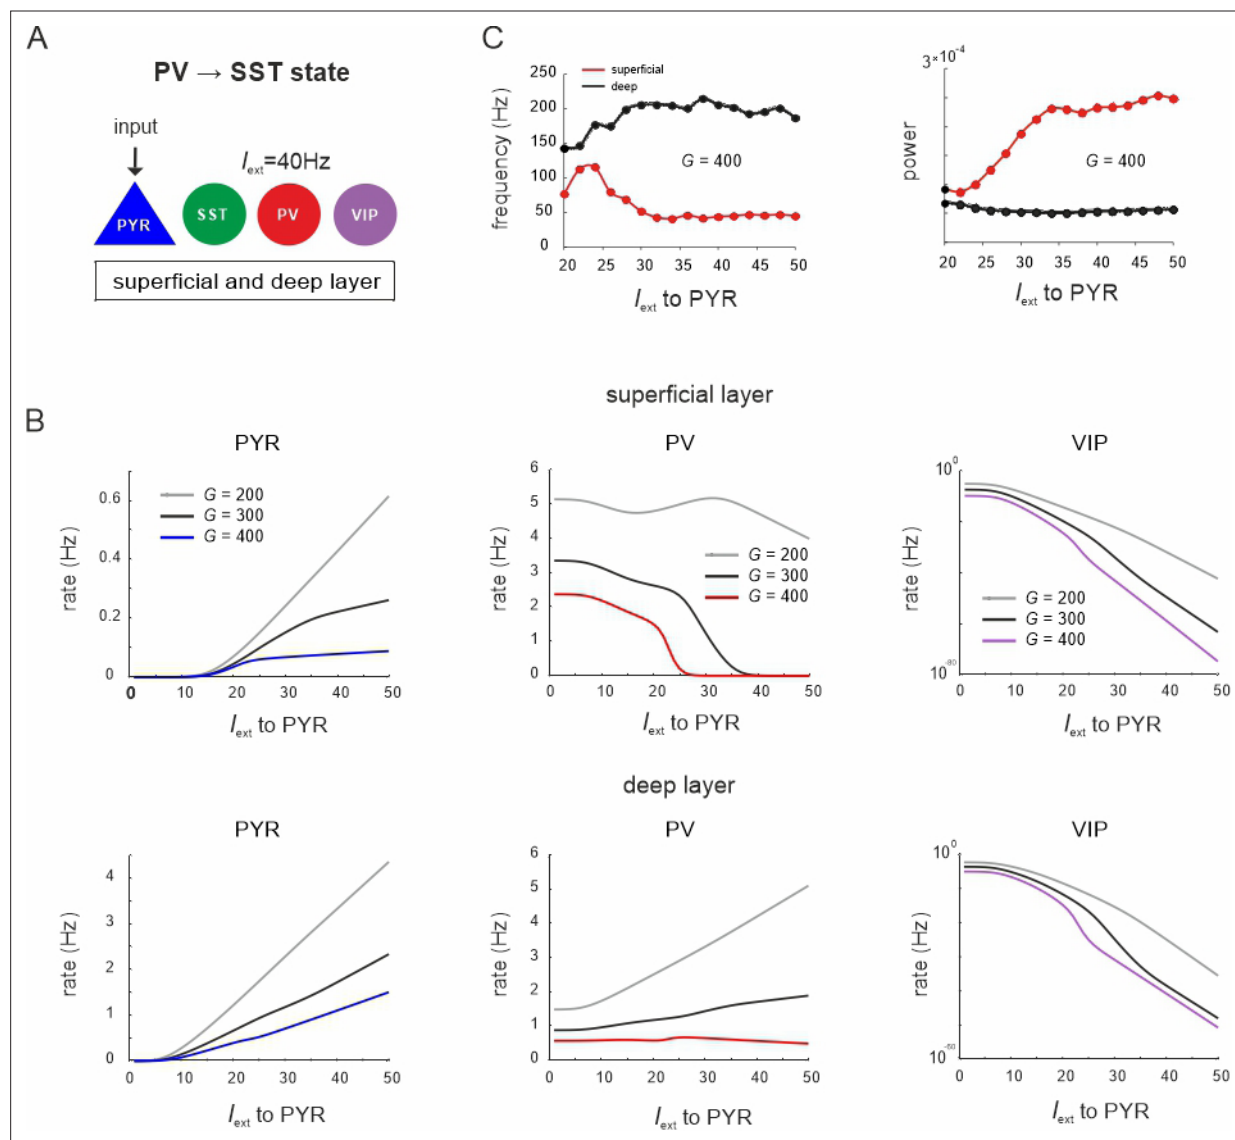 A
PV → SST state
input
I_ext=40Hz
PYR
SST
PV
VIP
superficial and deep layer
C
250
200
150
100
50
0
frequency (Hz)
superficial
deep
G = 400
20 25 30 35 40 45 50
I_ext to PYR
3×10⁻⁴
power
G = 400
20 25 30 35 40 45 50
I_ext to PYR
superficial layer
B
PYR
0.6
0.4
0.2
0
rate (Hz)
G = 200
G = 300
G = 400
0 10 20 30 40 50
I_ext to PYR
PV
6
5
4
3
2
1
0
rate (Hz)
G = 200
G = 300
G = 400
0 10 20 30 40 50
I_ext to PYR
VIP
10⁰
10⁻⁸⁰
rate (Hz)
G = 200
G = 300
G = 400
0 10 20 30 40 50
I_ext to PYR
deep layer
PYR
4
3
2
1
0
rate (Hz)
0 10 20 30 40 50
I_ext to PYR
PV
6
5
4
3
2
1
0
rate (Hz)
0 10 20 30 40 50
I_ext to PYR
VIP
10⁰
10⁻⁶⁰
rate (Hz)
0 10 20 30 40 50
I_ext to PYR